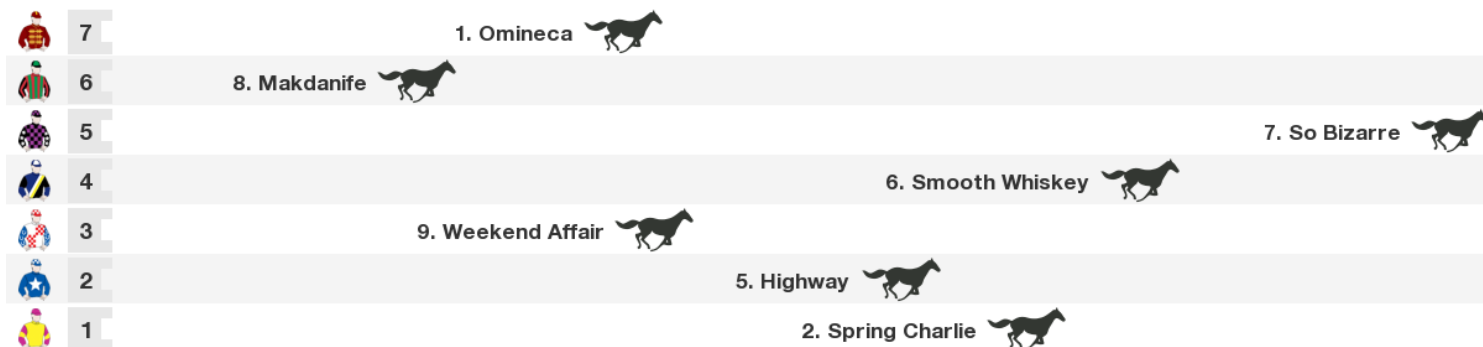 7 1. Omineca
6 8. Makdanife
5 7. So Bizarre
4 6. Smooth Whiskey
3 9. Weekend Affair
2 5. Highway
1 2. Spring Charlie